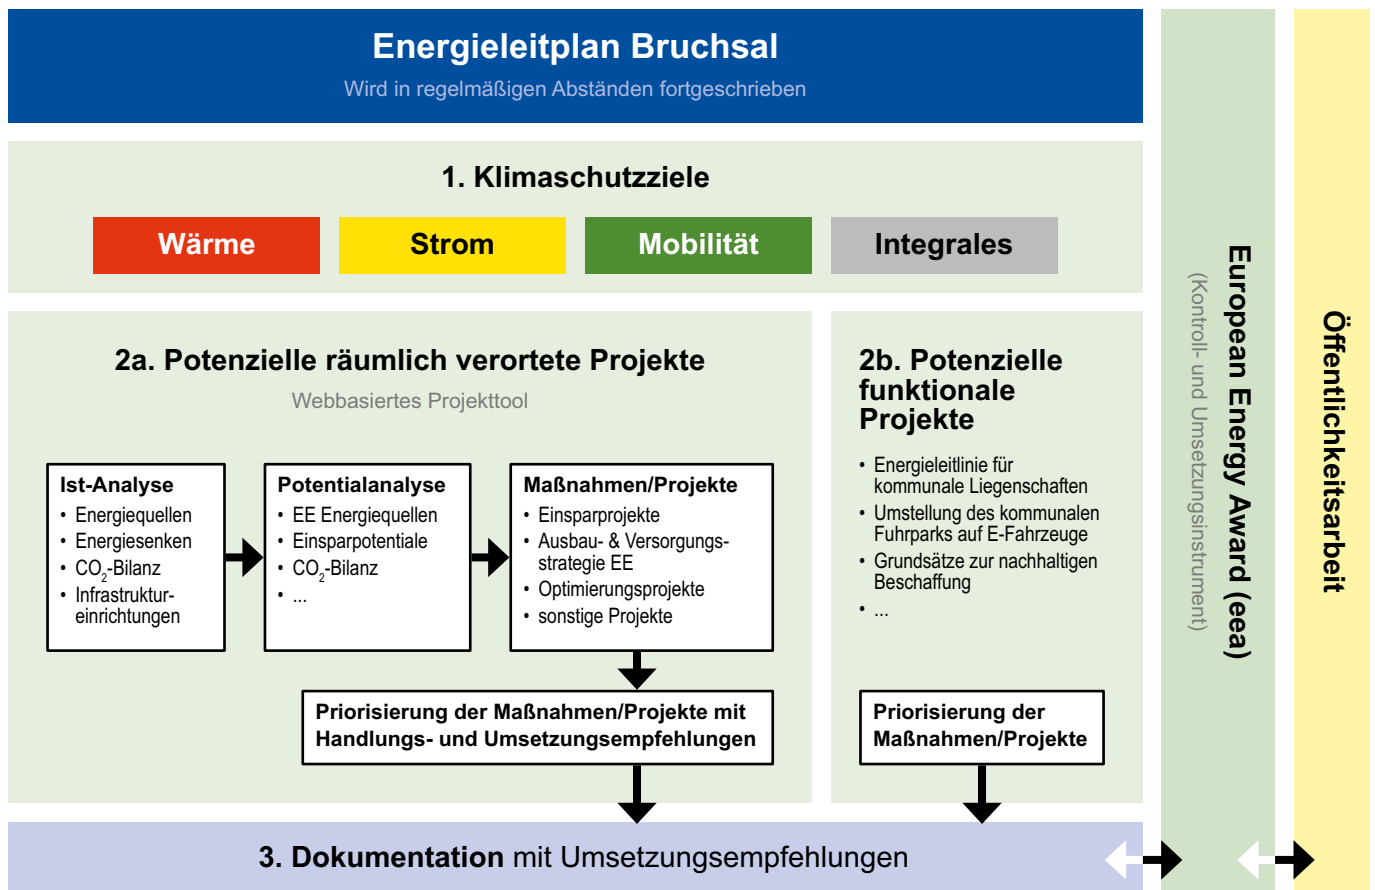 Energieleitplan Bruchsal
Wird in regelmäßigen Abständen fortgeschrieben
1. Klimaschutzziele
Wärme
Strom
Mobilität
Integrales
2a. Potenzielle räumlich verortete Projekte
Webbasiertes Projekttool
Ist-Analyse
• Energiequellen
• Energiesenken
• CO₂-Bilanz
• Infrastruktur-
einrichtungen
Potentialanalyse
• EE Energiequellen
• Einsparpotentiale
• CO₂-Bilanz
• ...
Maßnahmen/Projekte
• Einsparprojekte
• Ausbau- & Versorgungs-
strategie EE
• Optimierungsprojekte
• sonstige Projekte
Priorisierung der Maßnahmen/Projekte mit
Handlungs- und Umsetzungsempfehlungen
2b. Potenzielle
funktionale
Projekte
• Energieleitlinie für
kommunale Liegenschaften
• Umstellung des kommunalen
Fuhrparks auf E-Fahrzeuge
• Grundsätze zur nachhaltigen
Beschaffung
• ...
Priorisierung der
Maßnahmen/Projekte
3. Dokumentation mit Umsetzungsempfehlungen
European Energy Award (eea)
(Kontroll- und Umsetzungsinstrument)
Öffentlichkeitsarbeit